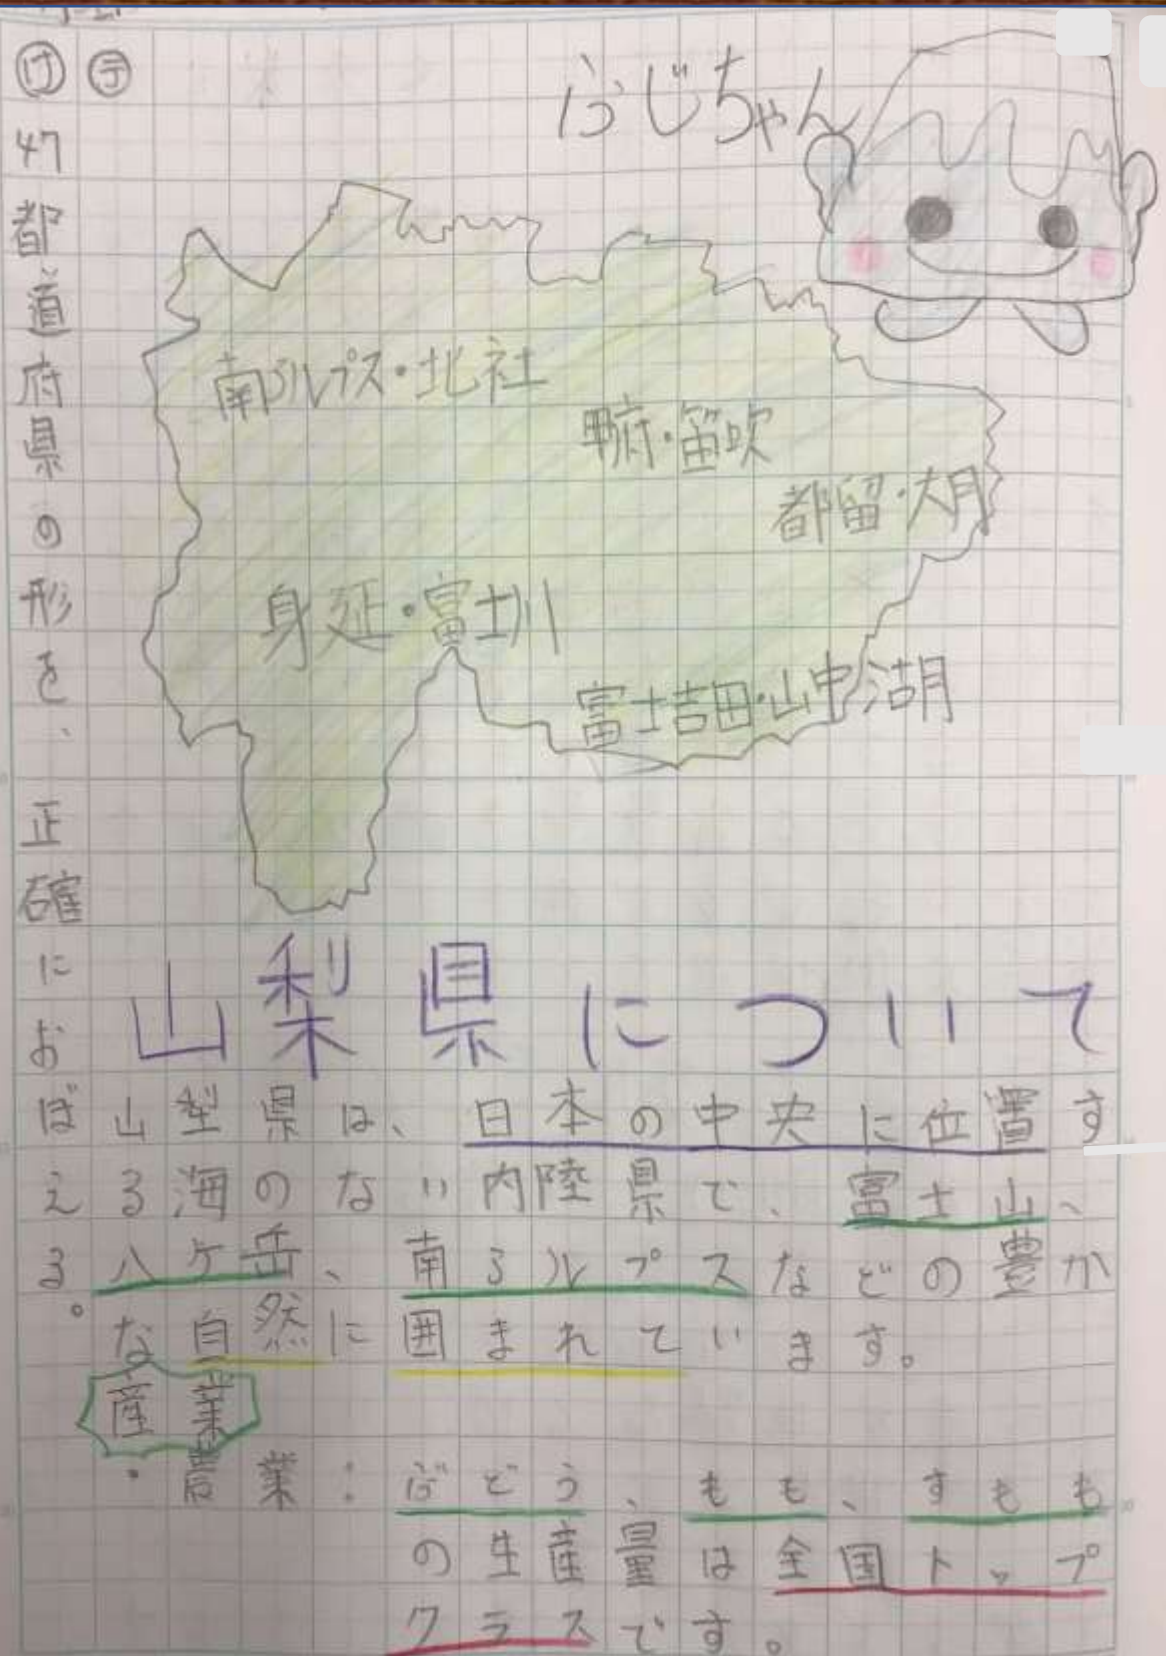 け テ
47都道府県の形を、正確におぼえる。
ふじちゃん
南アルプス・北社
甲府・笛吹
都留・大月
身延・富士川
富士吉田・山中湖
山梨県について
山型県は、日本の中央に位置す
る海のない内陸県で、富士山、
八ケ岳、南アルプスなどの豊か
な自然に囲まれています。
産業
・農業：ぶどう、もも、すもも
の生産量は全国トップ
クラスです。